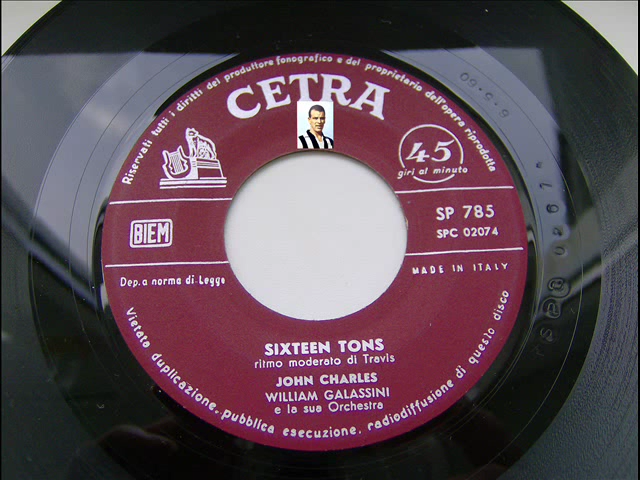 Riservati tutti i diritti del produttore fonografico e del proprietario dell'opera riprodotta
CETRA
45
giri al minuto
BIEM
SP 785
SPC 02074
Dep. a norma di Legge
MADE IN ITALY
SIXTEEN TONS
ritmo moderato di Travis
JOHN CHARLES
WILLIAM GALASSINI
e la sua Orchestra
Vietata duplicazione, pubblica esecuzione, radiodiffusione di questo disco